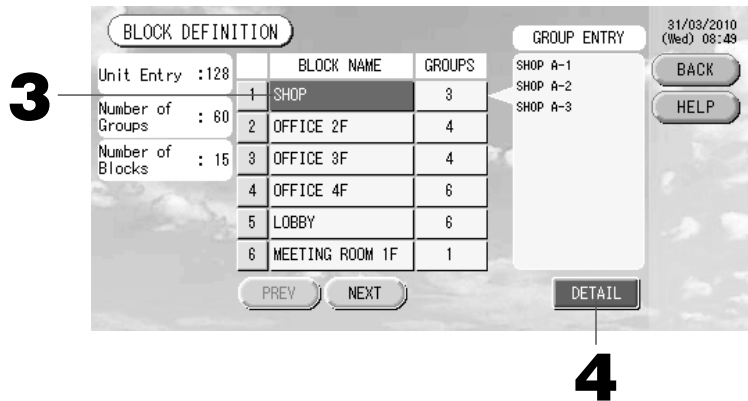 BLOCK DEFINITION
GROUP ENTRY
31/03/2010
(Wed) 08:49
Unit Entry :128
Number of
Groups : 60
Number of
Blocks : 15
BLOCK NAME GROUPS
1 SHOP 3
2 OFFICE 2F 4
3 OFFICE 3F 4
4 OFFICE 4F 6
5 LOBBY 6
6 MEETING ROOM 1F 1
SHOP A-1
SHOP A-2
SHOP A-3
BACK
HELP
PREV NEXT
DETAIL
3
4